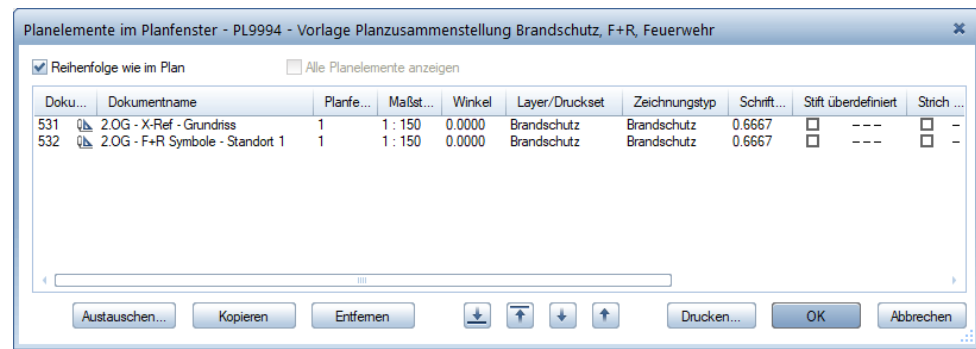 Planelemente im Planfenster - PL9994 - Vorlage Planzusammenstellung Brandschutz, F+R, Feuerwehr
Reihenfolge wie im Plan Alle Planelemente anzeigen
Doku... Dokumentname Planfe... Maßst... Winkel Layer/Druckset Zeichnungstyp Schrift... Stift überdefiniert Strich ...
531 2.OG - X-Ref - Grundriss 1 1 : 150 0.0000 Brandschutz Brandschutz 0.6667 ---
532 2.OG - F+R Symbole - Standort 1 1 1 : 150 0.0000 Brandschutz Brandschutz 0.6667 --- -
Austauschen... Kopieren Entfernen Drucken... OK Abbrechen